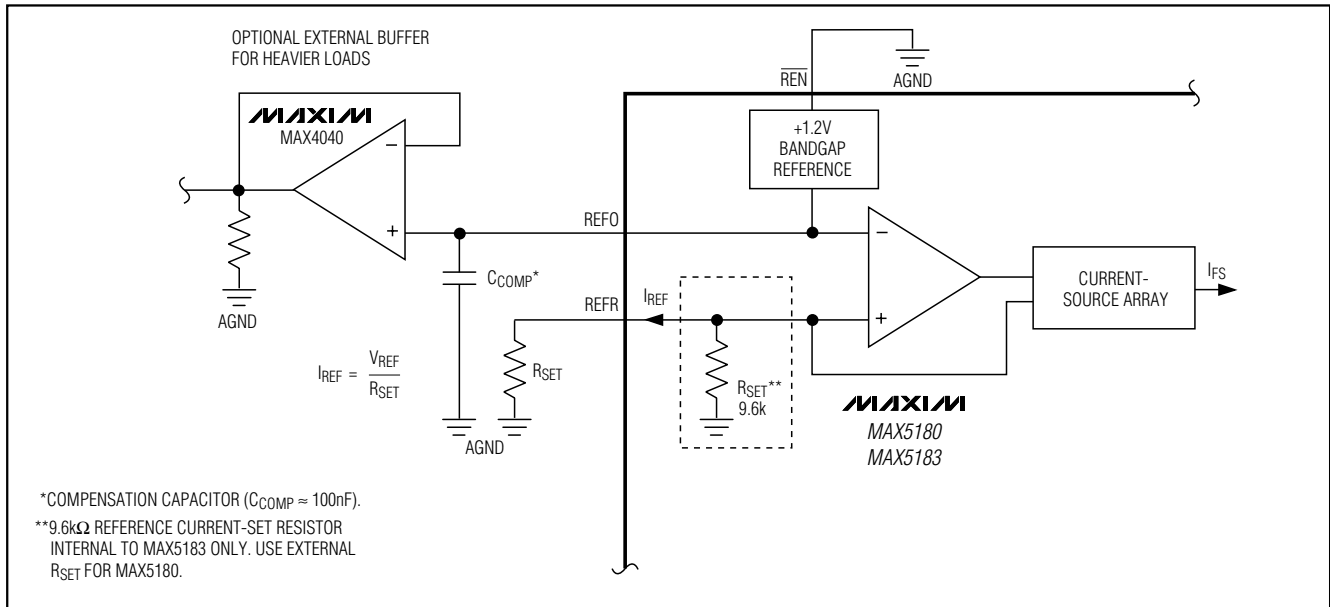 OPTIONAL EXTERNAL BUFFER
FOR HEAVIER LOADS
MAXIM
MAX4040
−
+
AGND
REN
AGND
+1.2V
BANDGAP
REFERENCE
REFO
−
+
CCOMP*
REFR
IREF
RSET
IREF = VREF
RSET
AGND
RSET**
9.6k
CURRENT-
SOURCE ARRAY
IFS
MAXIM
MAX5180
MAX5183
*COMPENSATION CAPACITOR (CCOMP ≈ 100nF).
**9.6kΩ REFERENCE CURRENT-SET RESISTOR
INTERNAL TO MAX5183 ONLY. USE EXTERNAL
RSET FOR MAX5180.